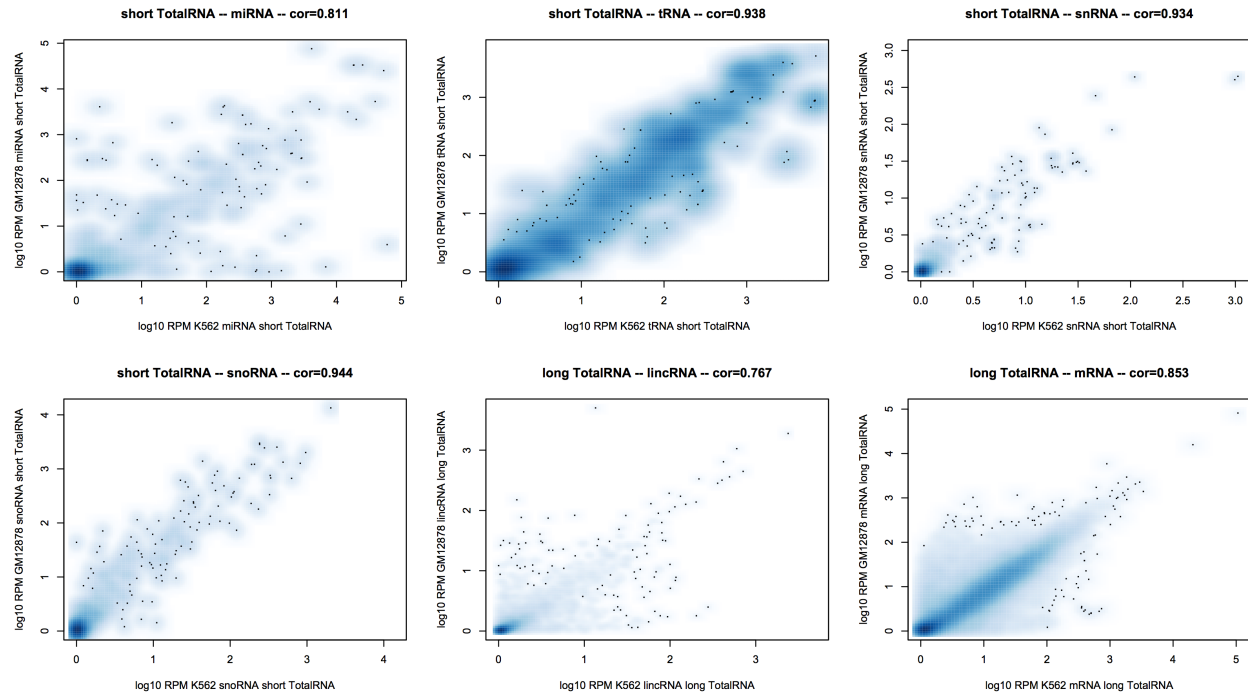 short TotalRNA -- miRNA -- cor=0.811
log10 RPM GM12878 miRNA short TotalRNA
5
4
3
2
1
0
0 1 2 3 4 5
log10 RPM K562 miRNA short TotalRNA
short TotalRNA -- tRNA -- cor=0.938
log10 RPM GM12878 tRNA short TotalRNA
3
2
1
0
0 1 2 3
log10 RPM K562 tRNA short TotalRNA
short TotalRNA -- snRNA -- cor=0.934
log10 RPM GM12878 snRNA short TotalRNA
3.0
2.5
2.0
1.5
1.0
0.5
0.0
0.0 0.5 1.0 1.5 2.0 2.5 3.0
log10 RPM K562 snRNA short TotalRNA
short TotalRNA -- snoRNA -- cor=0.944
log10 RPM GM12878 snoRNA short TotalRNA
4
3
2
1
0
0 1 2 3 4
log10 RPM K562 snoRNA short TotalRNA
long TotalRNA -- lincRNA -- cor=0.767
log10 RPM GM12878 lincRNA long TotalRNA
3
2
1
0
0 1 2 3
log10 RPM K562 lincRNA long TotalRNA
long TotalRNA -- mRNA -- cor=0.853
log10 RPM GM12878 mRNA long TotalRNA
5
4
3
2
1
0
0 1 2 3 4 5
log10 RPM K562 mRNA long TotalRNA